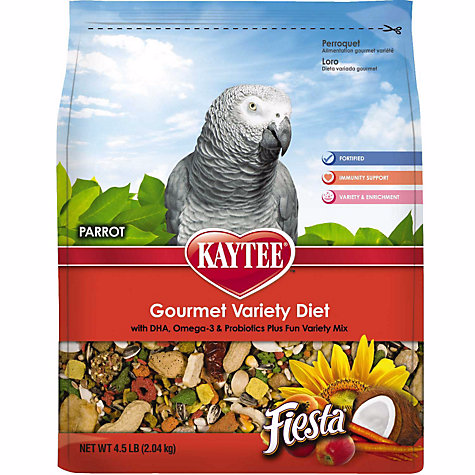 Perroquet
Alimentation gourmet variété
Loro
Dieta variada gourmet
FORTIFIED
IMMUNITY SUPPORT
VARIETY & ENRICHMENT
PARROT
KAYTEE
Gourmet Variety Diet
with DHA, Omega-3 & Probiotics Plus Fun Variety Mix
Fiesta
NET WT 4.5 LB (2.04 kg)